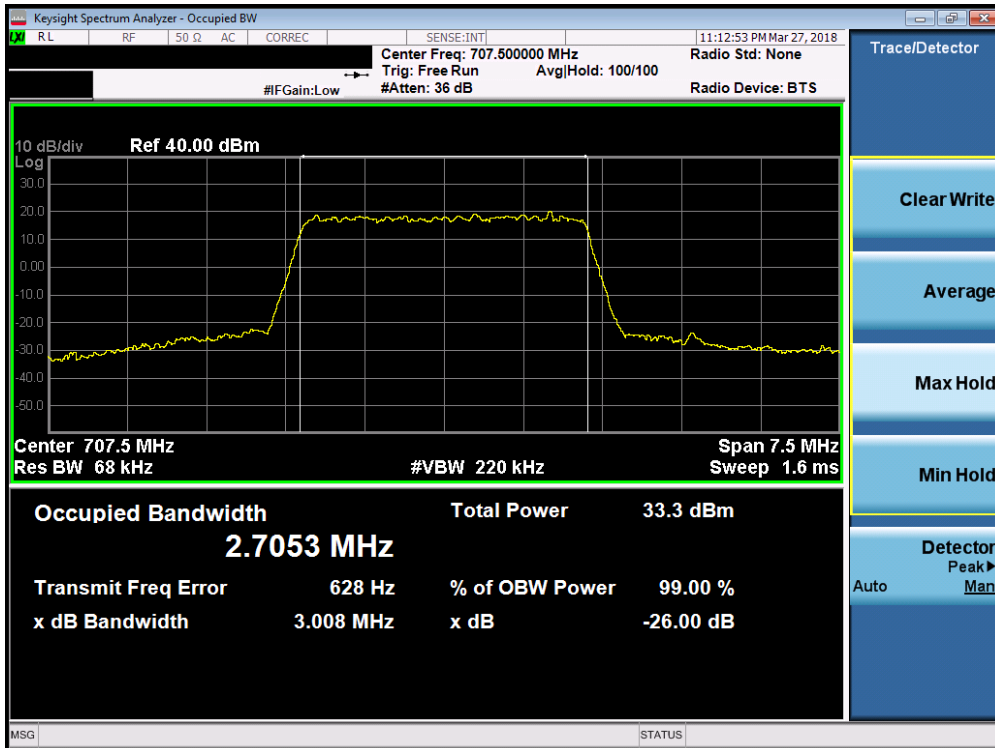 Keysight Spectrum Analyzer - Occupied BW
LXI RL RF 50 Ω AC CORREC SENSE:INT 11:12:53 PM Mar 27, 2018
Center Freq: 707.500000 MHz Radio Std: None
Trig: Free Run Avg|Hold: 100/100
#IFGain:Low #Atten: 36 dB Radio Device: BTS
Trace/Detector
10 dB/div Ref 40.00 dBm
Log
30.0
20.0
10.0
0.00
-10.0
-20.0
-30.0
-40.0
-50.0
Center 707.5 MHz Span 7.5 MHz
Res BW 68 kHz #VBW 220 kHz Sweep 1.6 ms
Occupied Bandwidth Total Power 33.3 dBm
2.7053 MHz
Transmit Freq Error 628 Hz % of OBW Power 99.00 %
x dB Bandwidth 3.008 MHz x dB -26.00 dB
Clear Write
Average
Max Hold
Min Hold
Detector
Peak▶
Auto Man
MSG STATUS